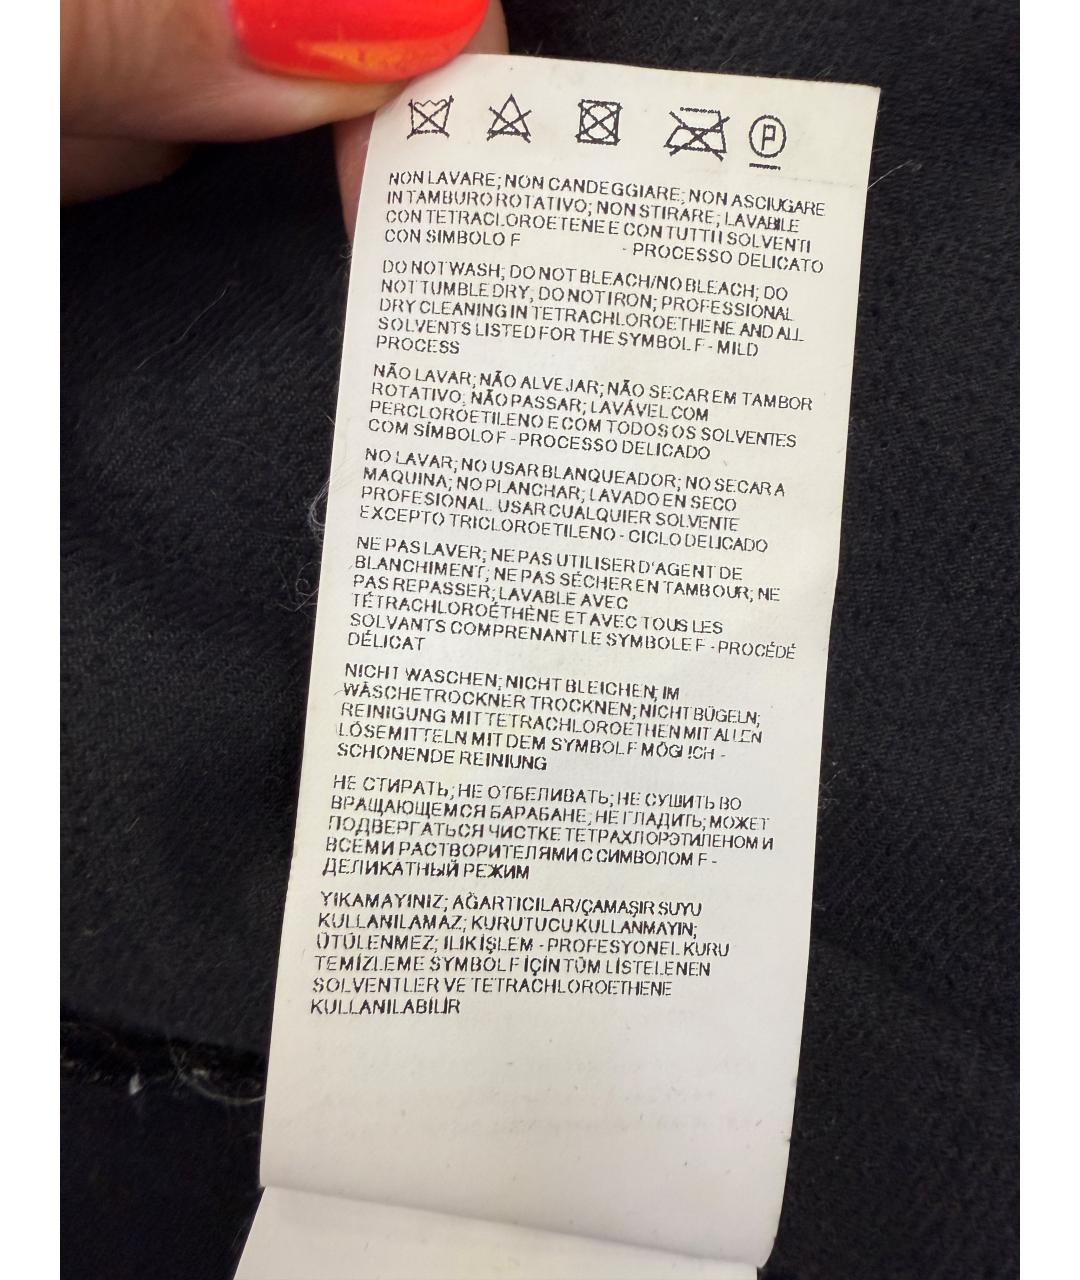 P
NON LAVARE; NON CANDEGGIARE; NON ASCIUGARE
IN TAMBURO ROTATIVO; NON STIRARE; LAVABILE
CON TETRACLOROETENE E CON TUTTI I SOLVENTI
CON SIMBOLO F - PROCESSO DELICATO
DO NOT WASH; DO NOT BLEACH/NO BLEACH; DO
NOT TUMBLE DRY; DO NOT IRON; PROFESSIONAL
DRY CLEANING IN TETRACHLOROETHENE AND ALL
SOLVENTS LISTED FOR THE SYMBOL F - MILD
PROCESS
NÃO LAVAR; NÃO ALVEJAR; NÃO SECAR EM TAMBOR
ROTATIVO; NÃO PASSAR; LAVÁVEL COM
PERCLOROETILENO E COM TODOS OS SOLVENTES
COM SÍMBOLO F - PROCESSO DELICADO
NO LAVAR; NO USAR BLANQUEADOR; NO SECAR A
MAQUINA; NO PLANCHAR; LAVADO EN SECO
PROFESIONAL. USAR CUALQUIER SOLVENTE
EXCEPTO TRICLOROETILENO - CICLO DELICADO
NE PAS LAVER; NE PAS UTILISER D'AGENT DE
BLANCHIMENT; NE PAS SÉCHER EN TAMBOUR; NE
PAS REPASSER; LAVABLE AVEC
TÉTRACHLOROÉTHÈNE ET AVEC TOUS LES
SOLVANTS COMPRENANT LE SYMBOLE F - PROCÉDÉ
DÉLICAT
NICHT WASCHEN; NICHT BLEICHEN; IM
WÄSCHETROCKNER TROCKNEN; NICHT BÜGELN;
REINIGUNG MIT TETRACHLOROETHEN MIT ALLEN
LÖSEMITTELN MIT DEM SYMBOL F MÖGLICH -
SCHONENDE REINIUNG
НЕ СТИРАТЬ; НЕ ОТБЕЛИВАТЬ; НЕ СУШИТЬ ВО
ВРАЩАЮЩЕМСЯ БАРАБАНЕ; НЕ ГЛАДИТЬ; МОЖЕТ
ПОДВЕРГАТЬСЯ ЧИСТКЕ ТЕТРАХЛОРЭТИЛЕНОМ И
ВСЕМИ РАСТВОРИТЕЛЯМИ С СИМВОЛОМ F -
ДЕЛИКАТНЫЙ РЕЖИМ
YIKAMAYINIZ; AĞARTICILAR/ÇAMAŞIR SUYU
KULLANILAMAZ; KURUTUCU KULLANMAYIN;
ÜTÜLENMEZ; ILIK İŞLEM - PROFESYONEL KURU
TEMİZLEME SYMBOL F İÇİN TÜM LİSTELENEN
SOLVENTLER VE TETRACHLOROETHENE
KULLANILABİLİR